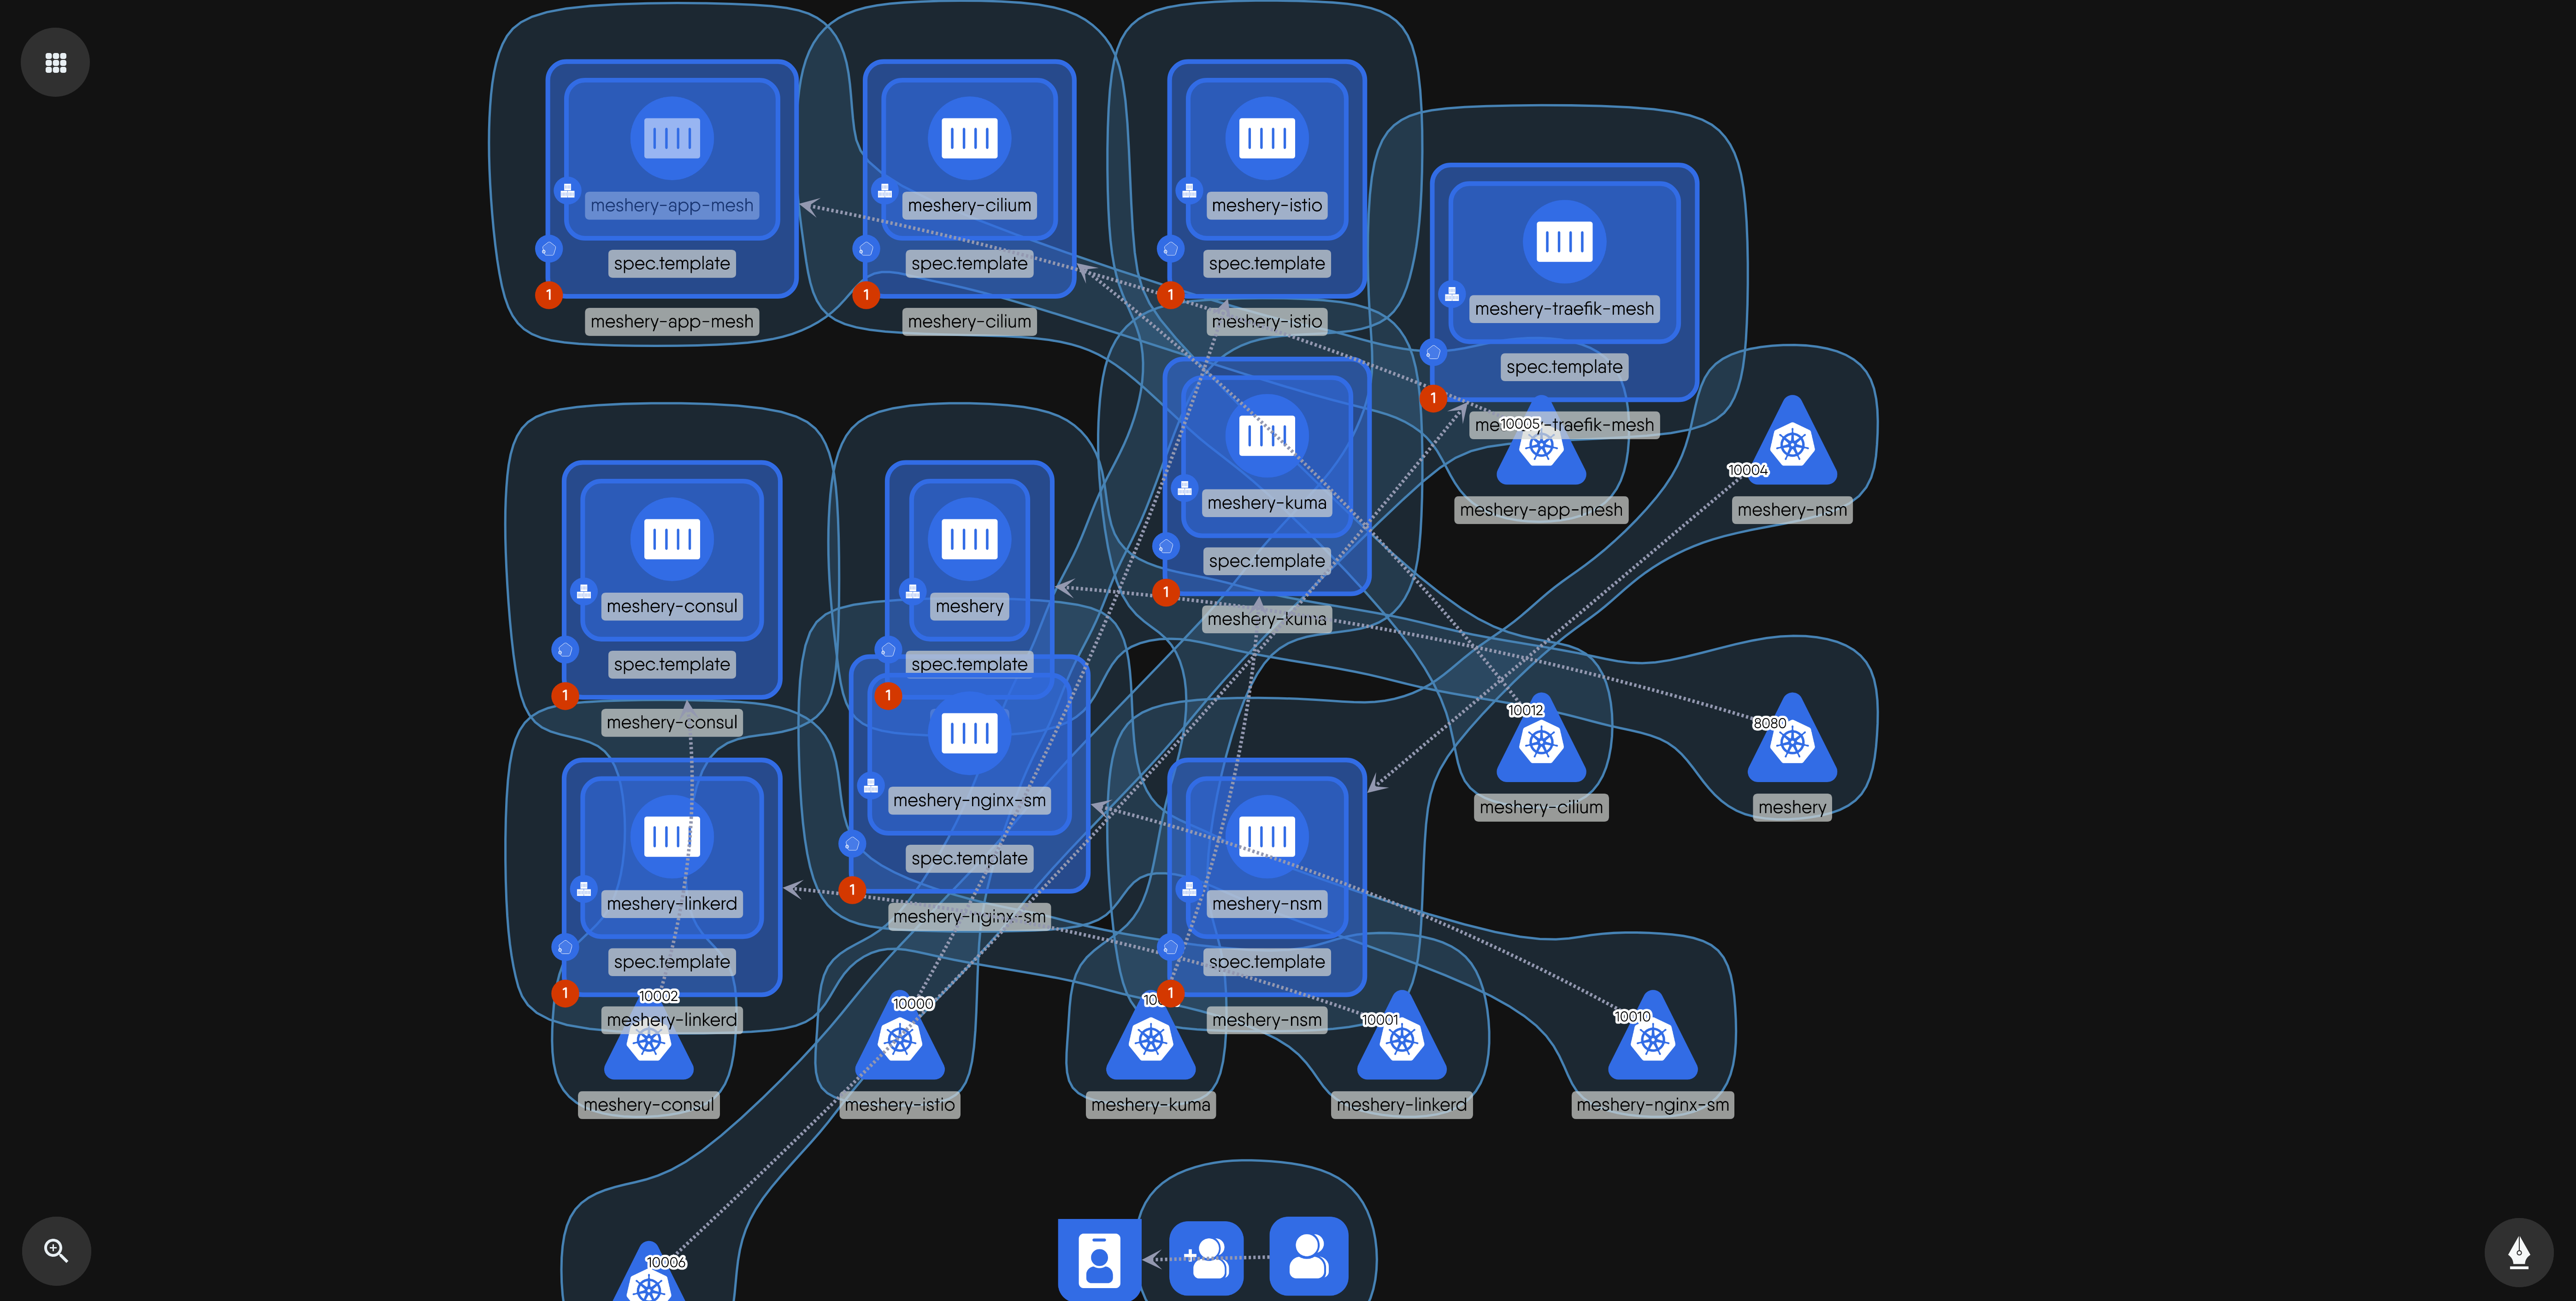 meshery-app-mesh
spec.template
1
meshery-app-mesh
meshery-cilium
spec.template
1
meshery-cilium
meshery-istio
spec.template
1
meshery-istio
meshery-traefik-mesh
spec.template
1
meshery-traefik-mesh
10005
meshery-app-mesh
10004
meshery-nsm
meshery-kuma
spec.template
1
meshery-kuma
meshery-consul
spec.template
1
meshery-consul
meshery
spec.template
1
meshery-nginx-sm
spec.template
1
meshery-nginx-sm
10012
meshery-cilium
8080
meshery
meshery-linkerd
spec.template
1
meshery-linkerd
meshery-nsm
spec.template
1
meshery-nsm
10002
meshery-consul
10000
meshery-istio
meshery-kuma
10001
meshery-linkerd
10010
meshery-nginx-sm
10006